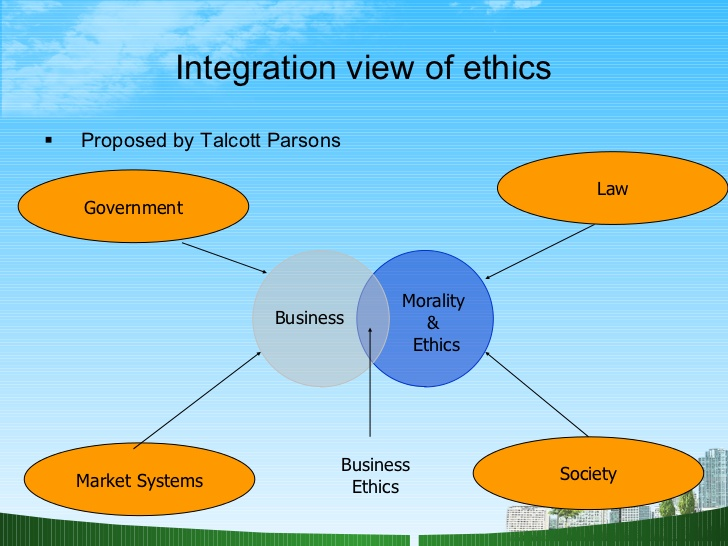 Integration view of ethics
▪ Proposed by Talcott Parsons
Law
Government
Morality
&
Ethics
Business
Business
Ethics
Society
Market Systems